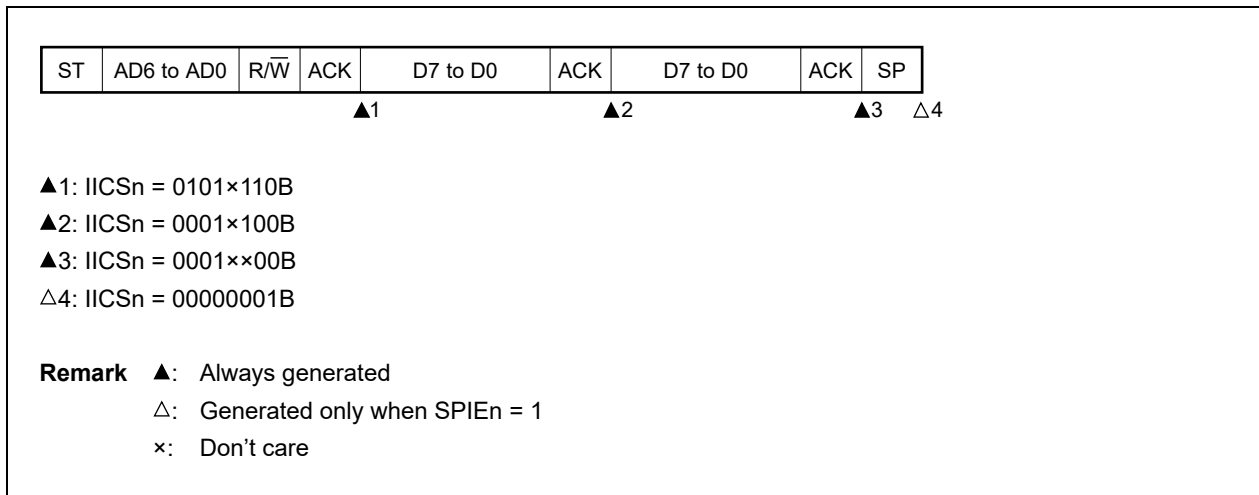 ST AD6 to AD0 R/W̅ ACK D7 to D0 ACK D7 to D0 ACK SP
▲1 ▲2 ▲3 △4
▲1: IICSn = 0101×110B
▲2: IICSn = 0001×100B
▲3: IICSn = 0001××00B
△4: IICSn = 00000001B
Remark ▲: Always generated
△: Generated only when SPIEn = 1
×: Don't care